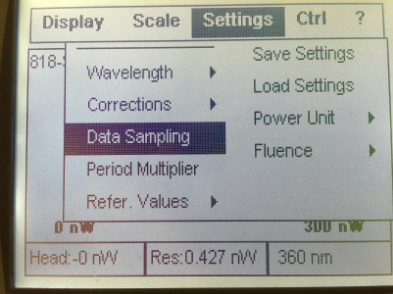 Display Scale Settings Ctrl ?
818-
Wavelength
Corrections
Data Sampling
Period Multiplier
Refer. Values
Save Settings
Load Settings
Power Unit
Fluence
0 nW 300 nW
Head:-0 nW Res:0.427 nW 360 nm